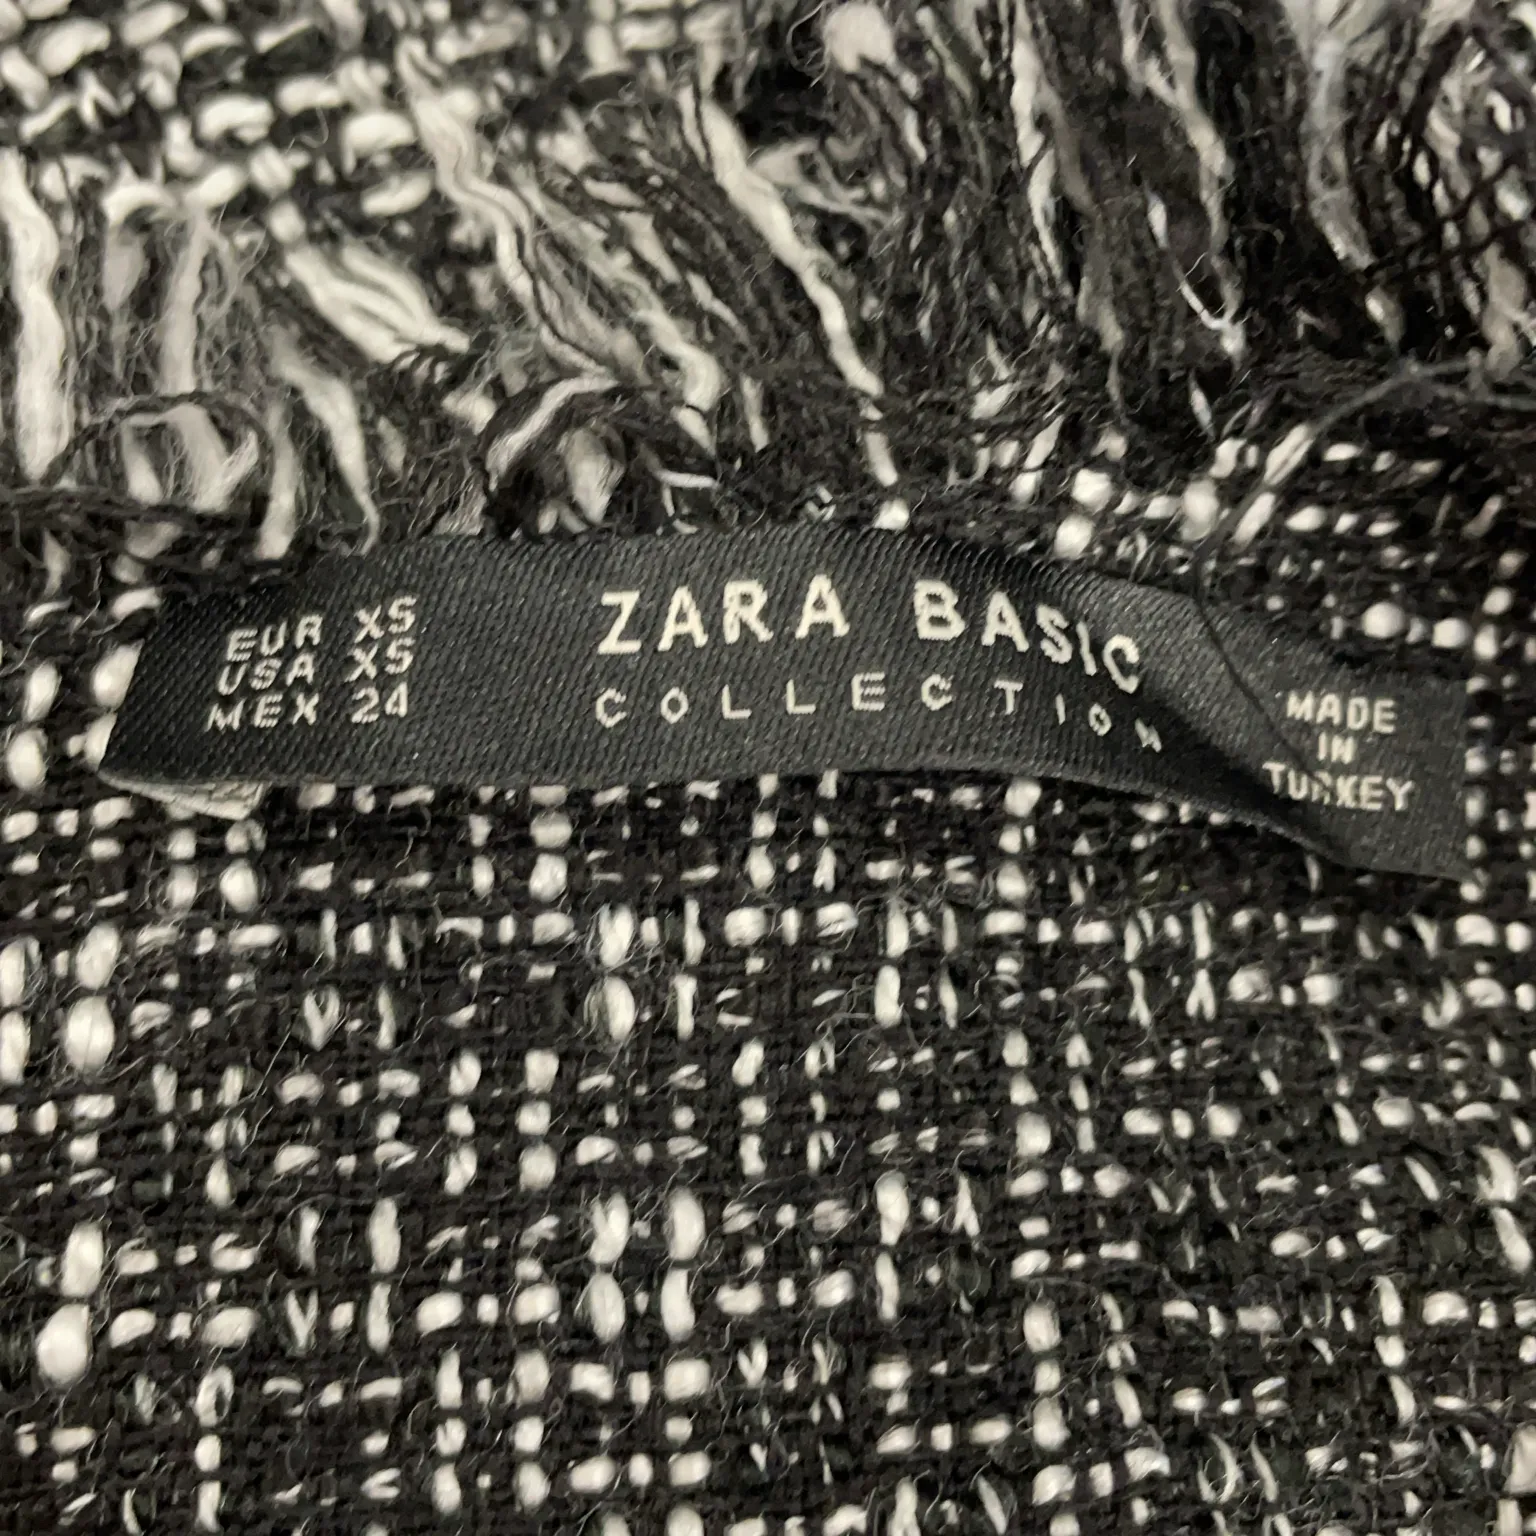 EUR XS
USA XS
MEX 24
ZARA BASIC
COLLECTION
MADE
IN
TURKEY